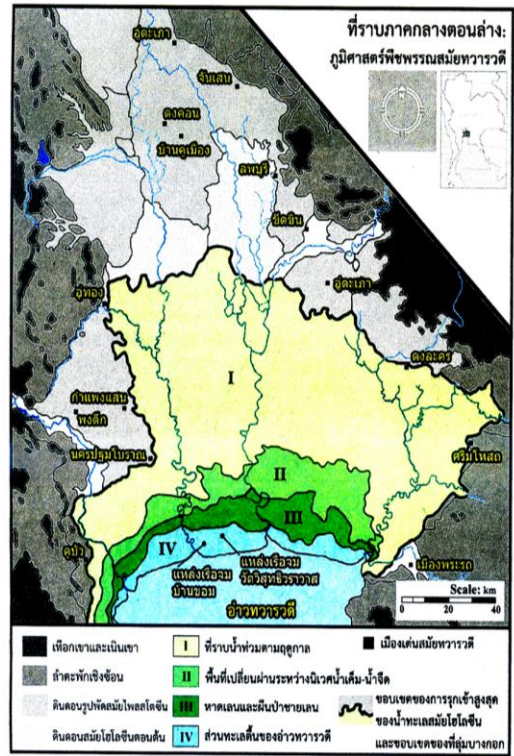 ที่ราบภาคกลางตอนล่าง:
ภูมิศาสตร์พืชพรรณสมัยทวารวดี
อู่ตะเภา
จันเสน
ดงคอน
บ้านคูเมือง
ลพบุรี
ขีดขิน
อู่ตะเภา
อู่ทอง
ดงละคร
I
กำแพงแสน
พงตึก
นครปฐมโบราณ
ศรีมโหสถ
II
III
คูบัว
IV
แหล่งเรือจม
บ้านขอม
แหล่งเรือจม
วัดวิสุทธิวราวาส
เมืองพระรถ
อ่าวทวารวดี
Scale: km
0 20 40
เทือกเขาและเนินเขา
I ที่ราบน้ำท่วมตามฤดูกาล
เมืองเด่นสมัยทวารวดี
ลำตะพักเชิงซ้อน
II พื้นที่เปลี่ยนผ่านระหว่างนิเวศน้ำเค็ม-น้ำจืด
ดินดอนรูปพัดสมัยไพลสโตซีน
III หาดเลนและผืนป่าชายเลน
ขอบเขตของการรุกเข้าสูงสุด
ของน้ำทะเลสมัยโฮโลซีน
และขอบเขตของที่ลุ่มบางกอก
ดินดอนสมัยโฮโลซีนตอนต้น
IV ส่วนทะเลตื้นของอ่าวทวารวดี